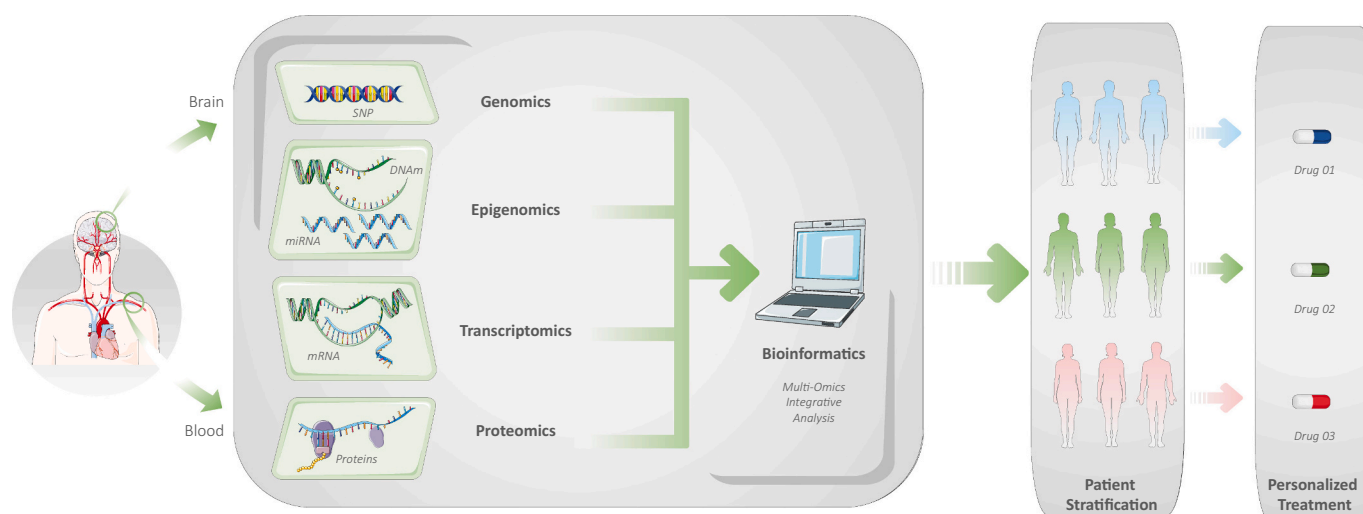 Brain
Blood
SNP
Genomics
DNAm
miRNA
Epigenomics
mRNA
Transcriptomics
Proteins
Proteomics
Bioinformatics
Multi-Omics
Integrative
Analysis
Patient
Stratification
Drug 01
Drug 02
Drug 03
Personalized
Treatment